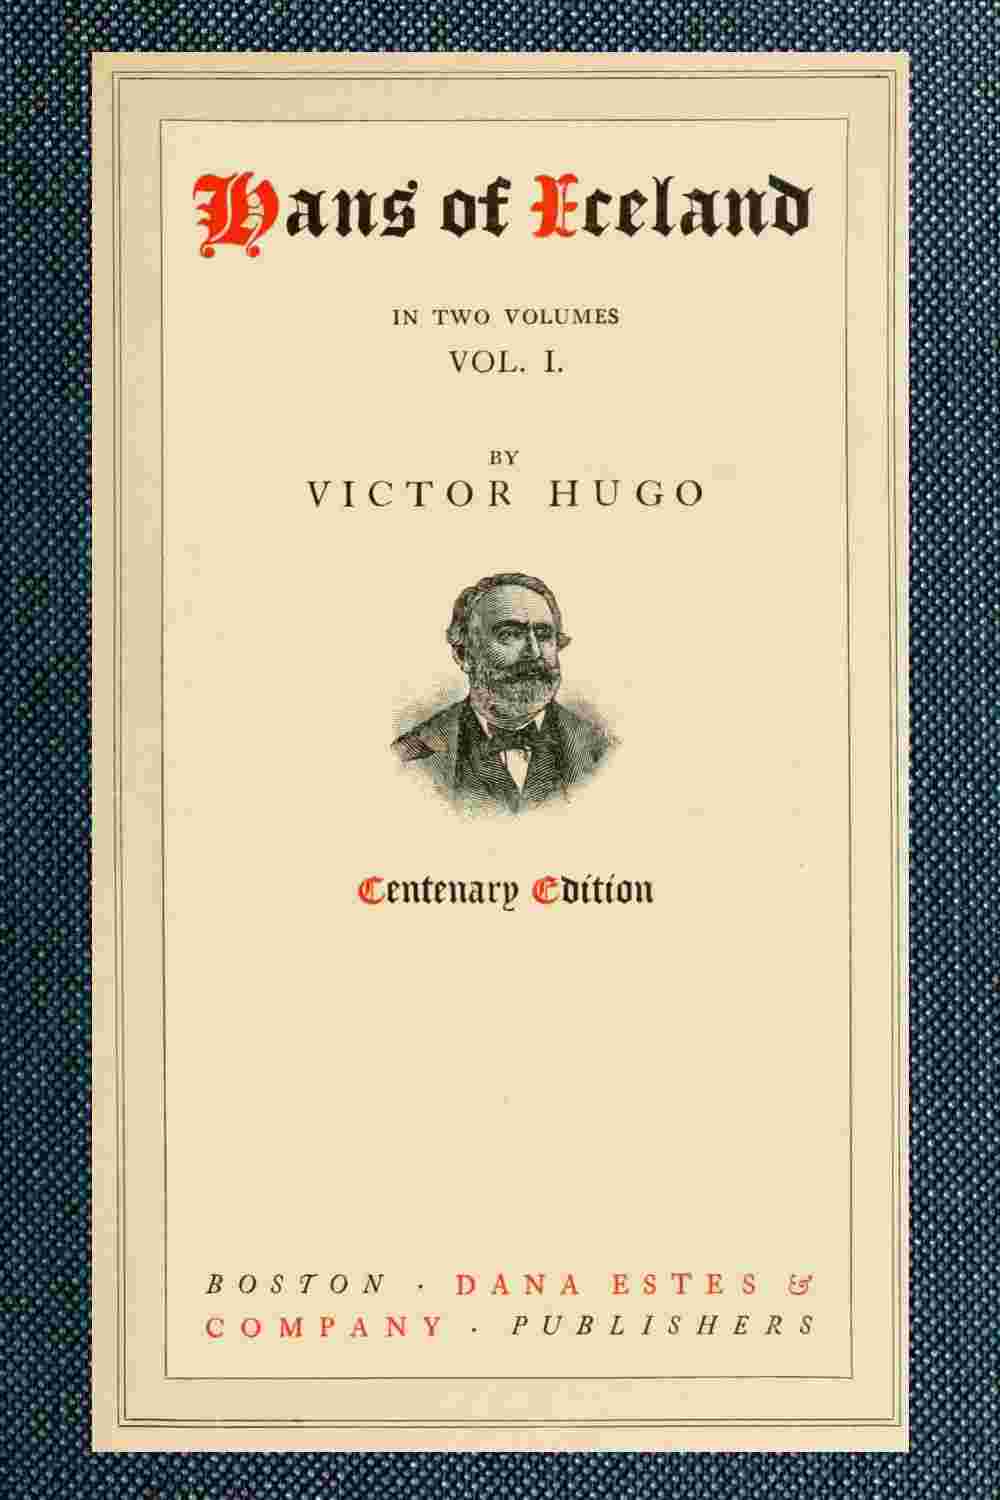 Hans of Iceland
IN TWO VOLUMES
VOL. I.
BY
VICTOR HUGO
Centenary Edition
BOSTON · DANA ESTES &
COMPANY · PUBLISHERS